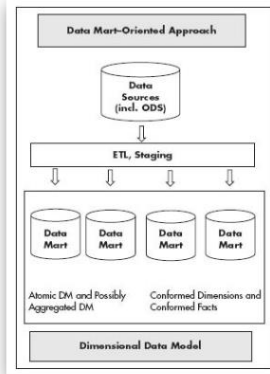 Data Mart–Oriented Approach
Data
Sources
(incl. ODS)
ETL, Staging
Data
Mart
Data
Mart
Data
Mart
Data
Mart
Atomic DM and Possibly
Aggregated DM
Conformed Dimensions and
Conformed Facts
Dimensional Data Model